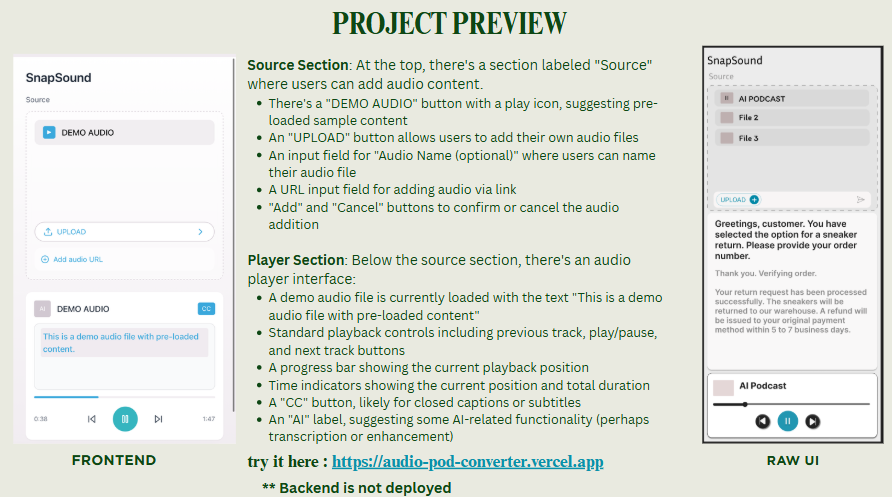 PROJECT PREVIEW
SnapSound
Source
DEMO AUDIO
UPLOAD
Add audio URL
AI
DEMO AUDIO
CC
This is a demo audio file with pre-loaded
content.
0:38
1:47
FRONTEND
Source Section: At the top, there's a section labeled "Source"
where users can add audio content.
• There's a "DEMO AUDIO" button with a play icon, suggesting pre-
loaded sample content
• An "UPLOAD" button allows users to add their own audio files
• An input field for "Audio Name (optional)" where users can name
their audio file
• A URL input field for adding audio via link
• "Add" and "Cancel" buttons to confirm or cancel the audio
addition
Player Section: Below the source section, there's an audio
player interface:
• A demo audio file is currently loaded with the text "This is a demo
audio file with pre-loaded content"
• Standard playback controls including previous track, play/pause,
and next track buttons
• A progress bar showing the current playback position
• Time indicators showing the current position and total duration
• A "CC" button, likely for closed captions or subtitles
• An "AI" label, suggesting some AI-related functionality (perhaps
transcription or enhancement)
try it here : https://audio-pod-converter.vercel.app
** Backend is not deployed
SnapSound
Source
AI PODCAST
File 2
File 3
UPLOAD
Greetings, customer. You have
selected the option for a sneaker
return. Please provide your order
number.
Thank you. Verifying order.
Your return request has been processed
successfully. The sneakers will be
returned to our warehouse. A refund will
be issued to your original payment
method within 5 to 7 business days.
AI Podcast
RAW UI